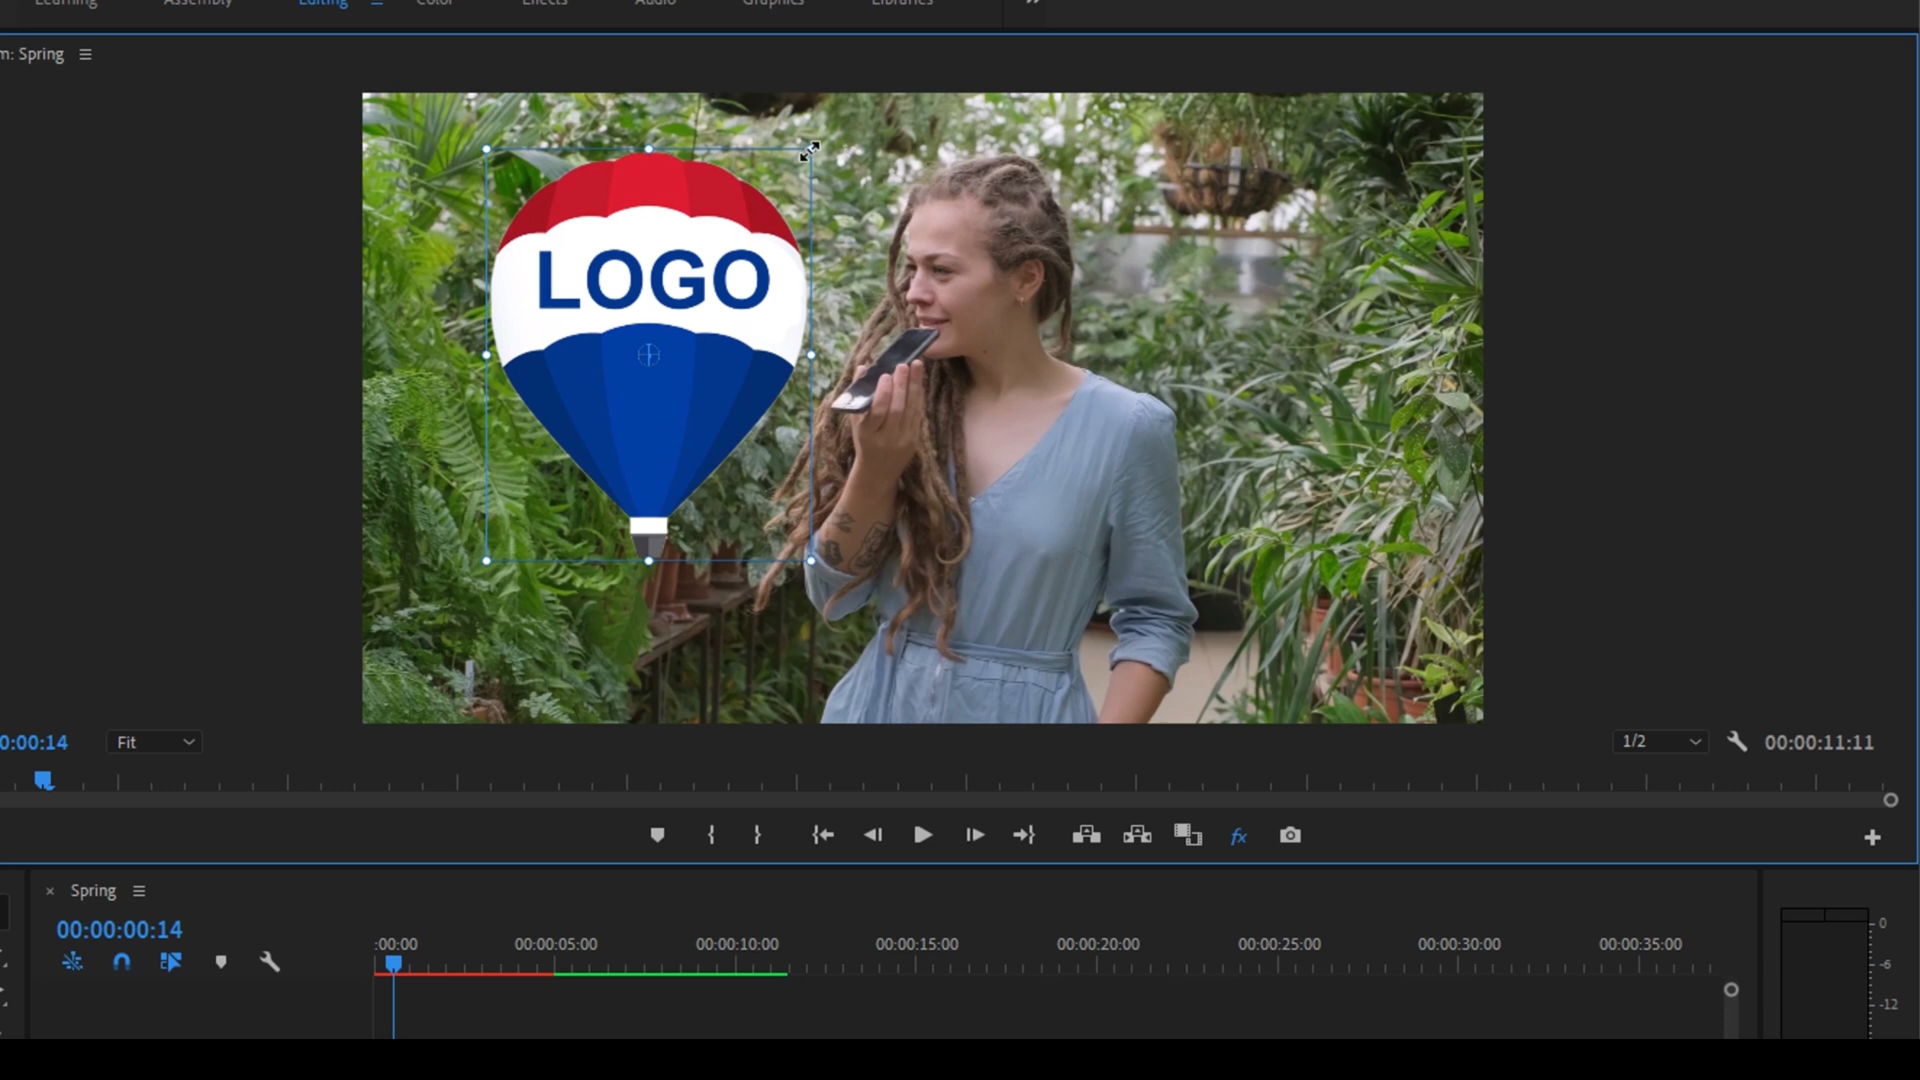 Learning Assembly Editing Color Effects Audio Graphics Libraries
m: Spring
LOGO
0:00:14 Fit 1/2 00:00:11:11
fx
Spring
00:00:00:14
:00:00 00:00:05:00 00:00:10:00 00:00:15:00 00:00:20:00 00:00:25:00 00:00:30:00 00:00:35:00
0
-6
-12